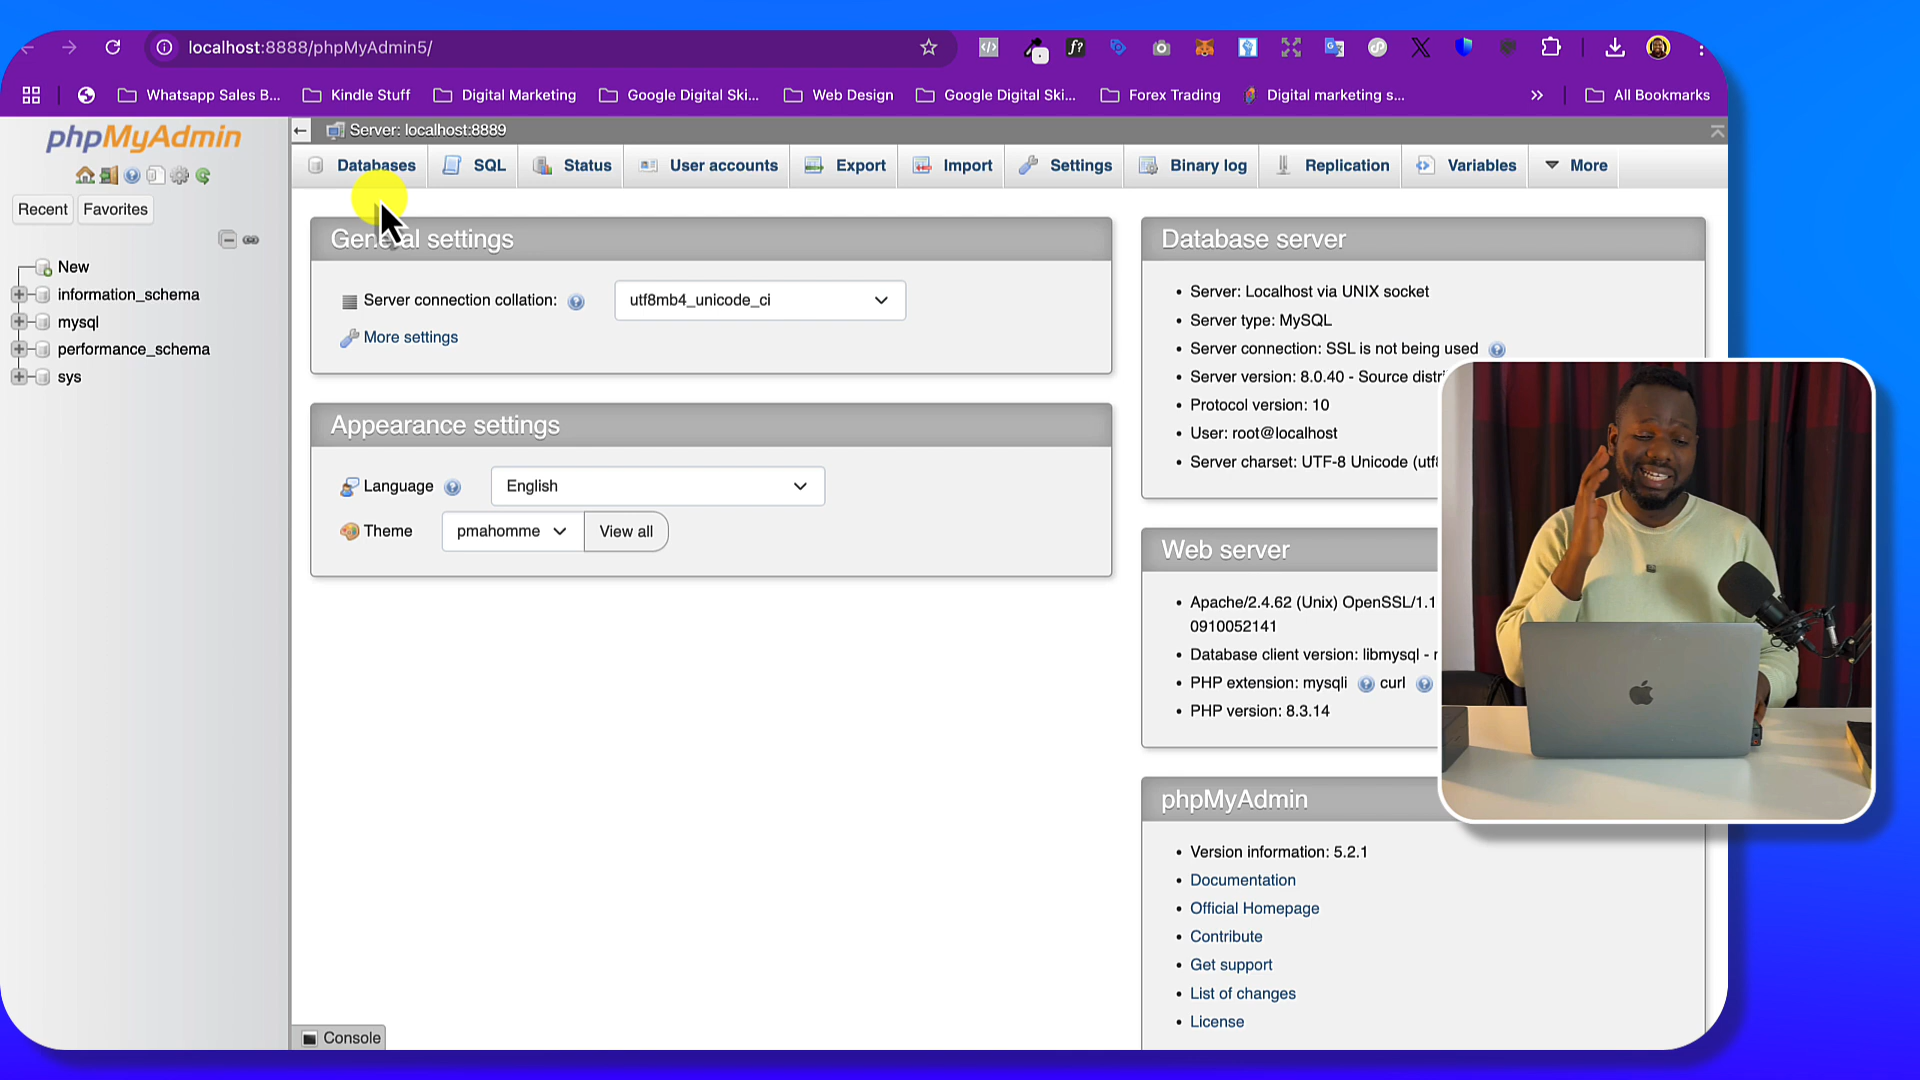 localhost:8888/phpMyAdmin5/
Whatsapp Sales B...
Kindle Stuff
Digital Marketing
Google Digital Ski...
Web Design
Google Digital Ski...
Forex Trading
Digital marketing s...
All Bookmarks
phpMyAdmin
Recent
Favorites
New
information_schema
mysql
performance_schema
sys
Server: localhost:8889
Databases
SQL
Status
User accounts
Export
Import
Settings
Binary log
Replication
Variables
More
General settings
Server connection collation:
utf8mb4_unicode_ci
More settings
Appearance settings
Language
English
Theme
pmahomme
View all
Database server
Server: Localhost via UNIX socket
Server type: MySQL
Server connection: SSL is not being used
Server version: 8.0.40 - Source distri
Protocol version: 10
User: root@localhost
Server charset: UTF-8 Unicode (utf8
Web server
Apache/2.4.62 (Unix) OpenSSL/1.1
0910052141
Database client version: libmysql -
PHP extension: mysqli
curl
PHP version: 8.3.14
phpMyAdmin
Version information: 5.2.1
Documentation
Official Homepage
Contribute
Get support
List of changes
License
Console